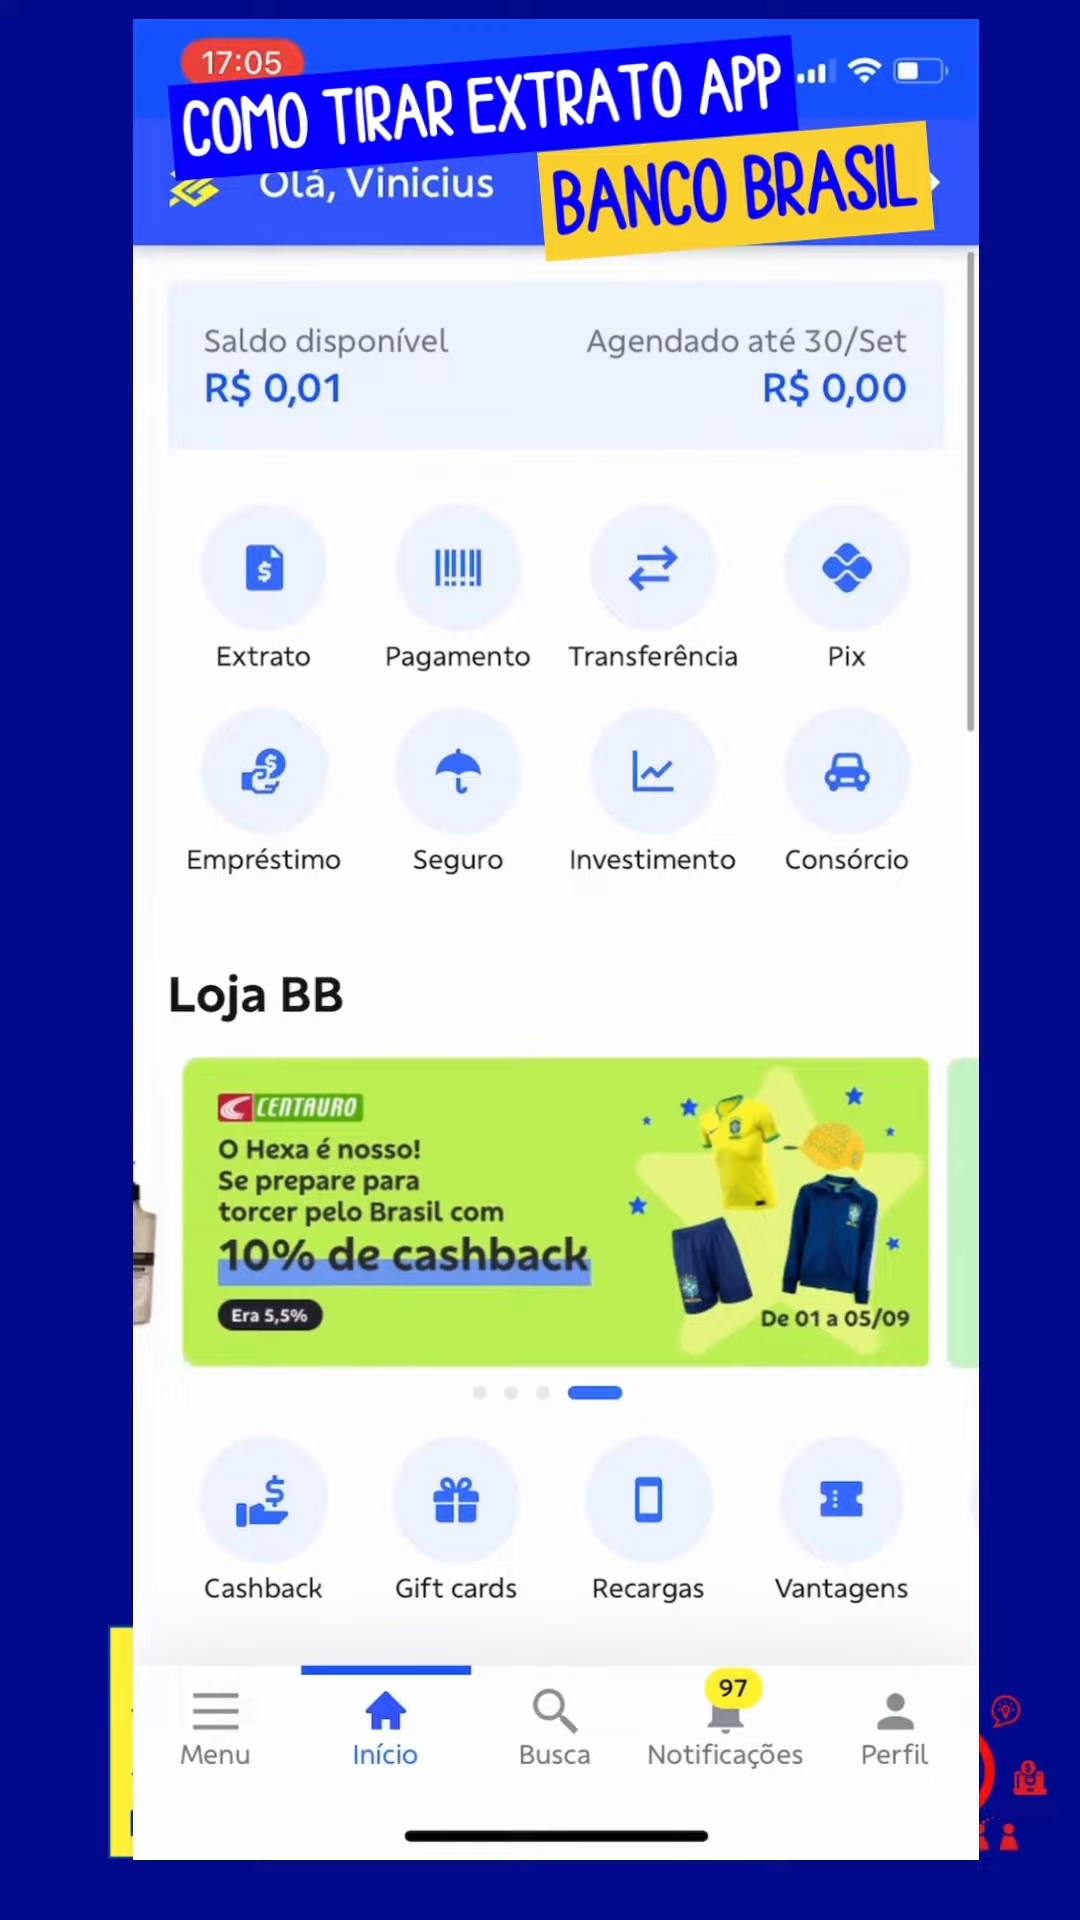 17:05
COMO TIRAR EXTRATO APP
BANCO BRASIL
Olá, Vinicius
Saldo disponível
R$ 0,01
Agendado até 30/Set
R$ 0,00
Extrato
Pagamento
Transferência
Pix
Empréstimo
Seguro
Investimento
Consórcio
Loja BB
CENTAURO
O Hexa é nosso!
Se prepare para
torcer pelo Brasil com
10% de cashback
Era 5,5%
De 01 a 05/09
Cashback
Gift cards
Recargas
Vantagens
97
Menu
Início
Busca
Notificações
Perfil